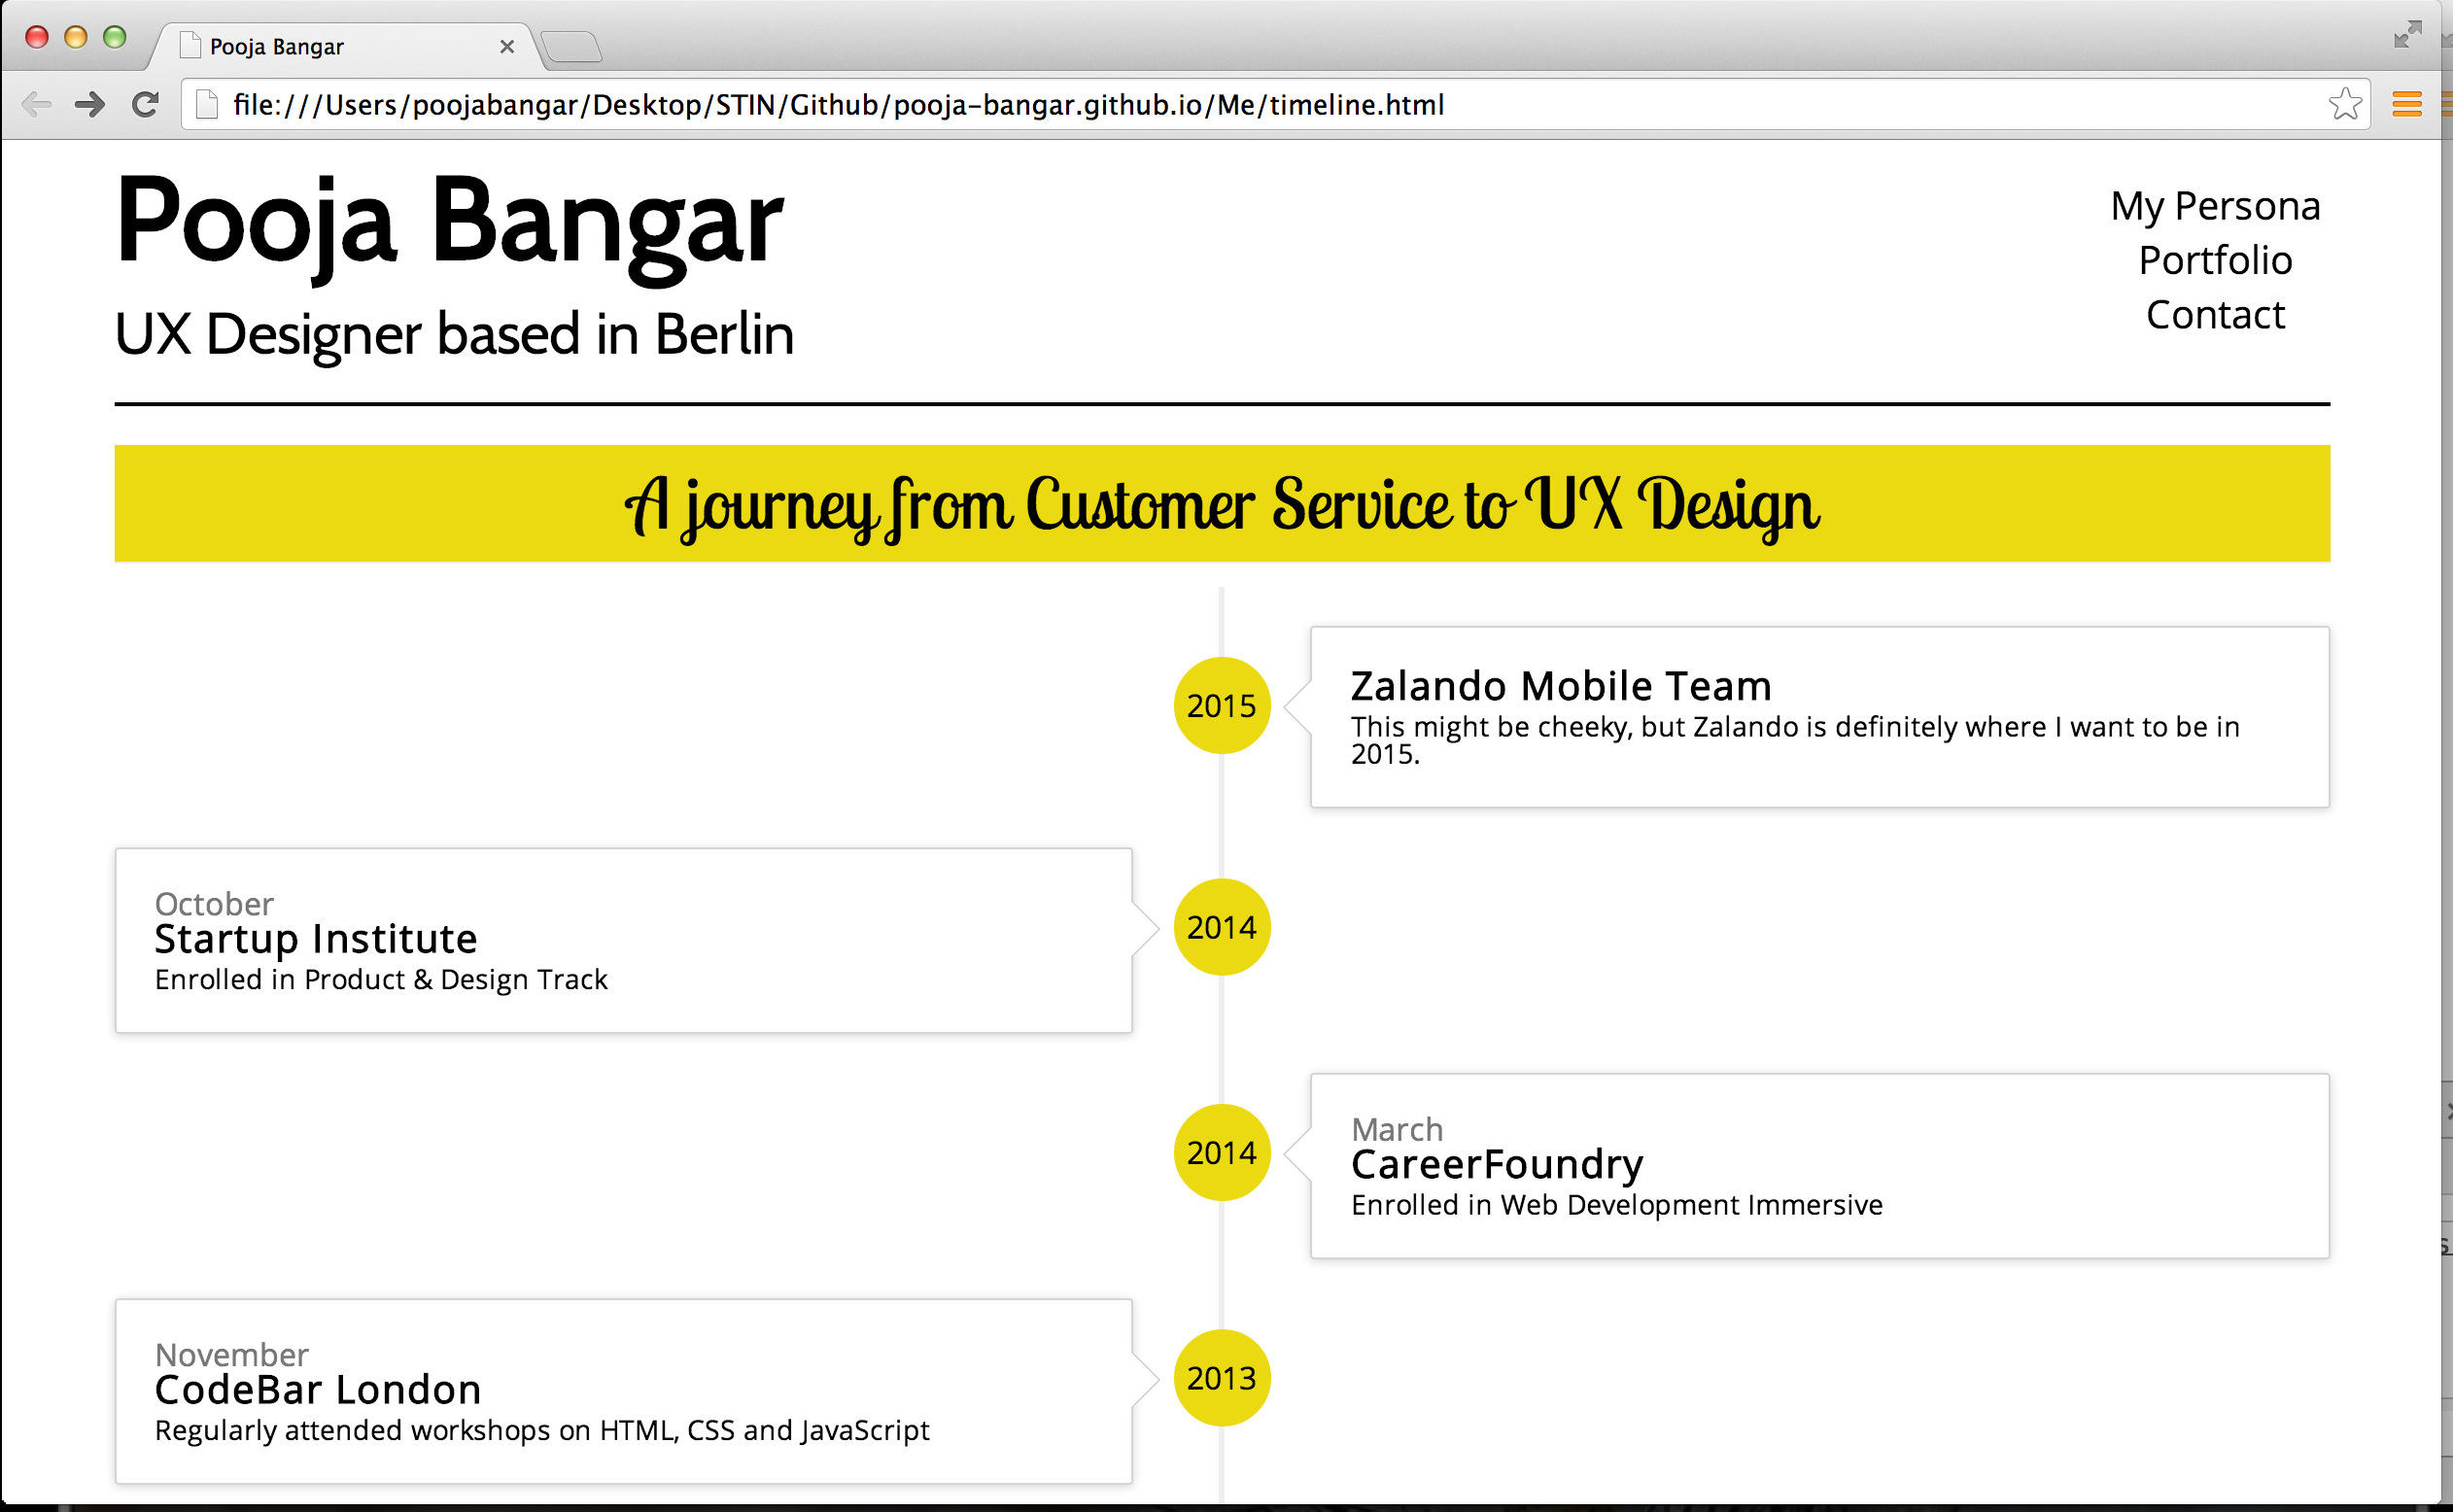 Pooja Bangar
file:///Users/poojabangar/Desktop/STIN/Github/pooja-bangar.github.io/Me/timeline.html
Pooja Bangar
UX Designer based in Berlin
My Persona
Portfolio
Contact
A journey from Customer Service to UX Design
2015
Zalando Mobile Team
This might be cheeky, but Zalando is definitely where I want to be in
2015.
October
Startup Institute
Enrolled in Product & Design Track
2014
2014
March
CareerFoundry
Enrolled in Web Development Immersive
November
CodeBar London
Regularly attended workshops on HTML, CSS and JavaScript
2013